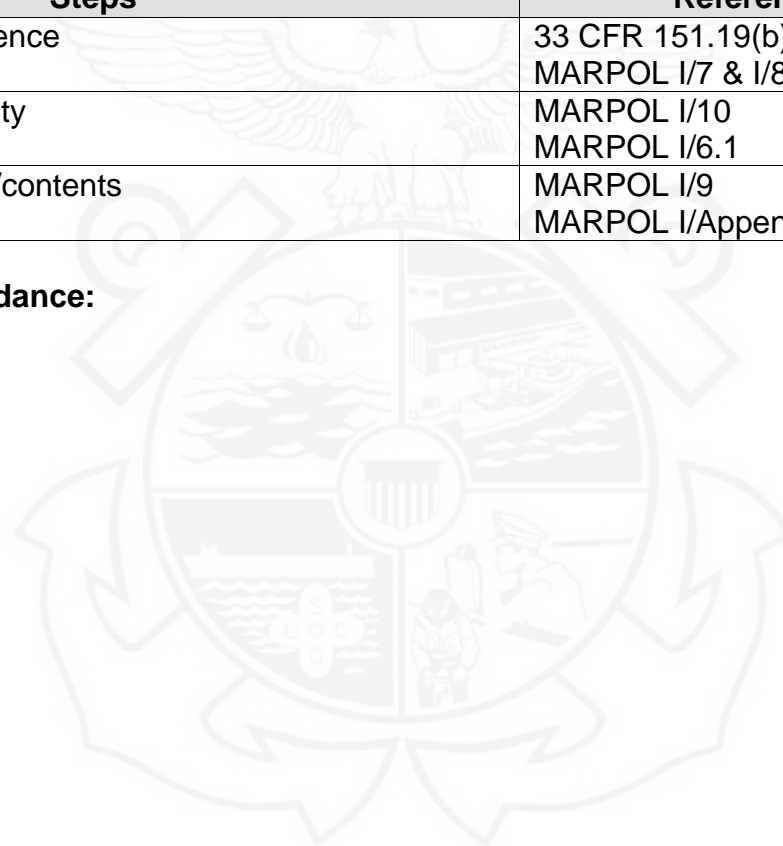 Steps Referen
ence 33 CFR 151.19(b)
MARPOL I/7 & I/8
ty MARPOL I/10
MARPOL I/6.1
/contents MARPOL I/9
MARPOL I/Appen
dance:
S
U O C
G